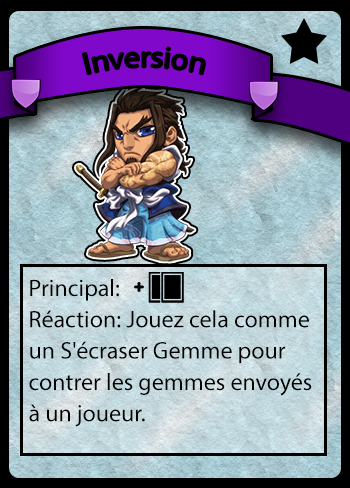 Inversion
Principal: +
Réaction: Jouez cela comme
un S'écraser Gemme pour
contrer les gemmes envoyés
à un joueur.